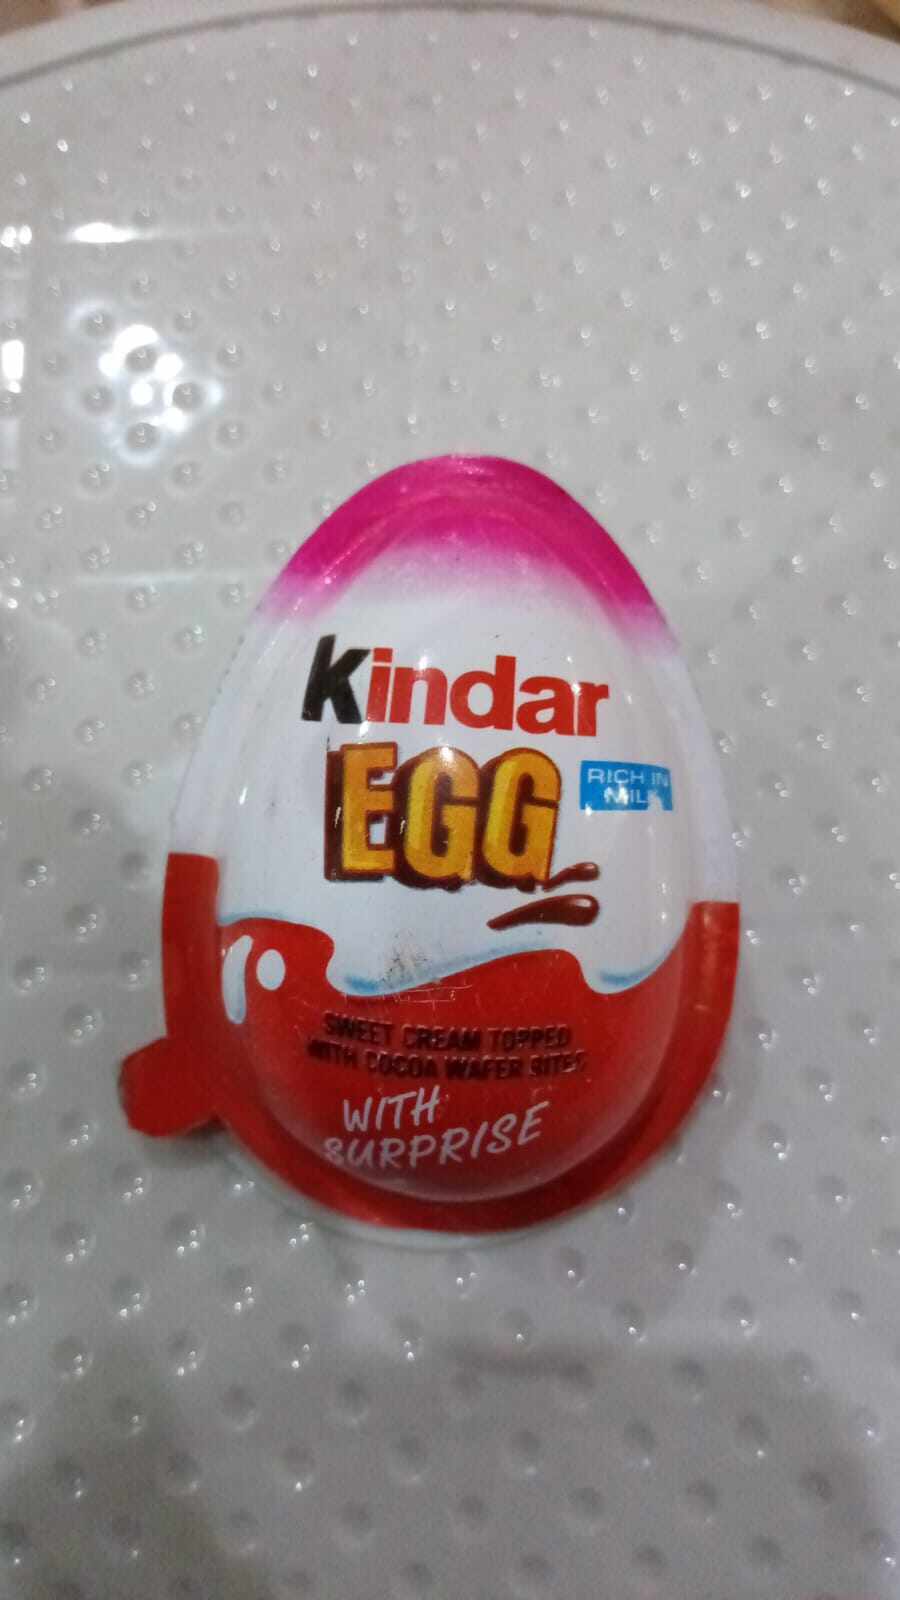 Kindar
EGG
RICH IN
MILK
SWEET CREAM TOPPED
WITH COCOA WAFER BITES
WITH
SURPRISE